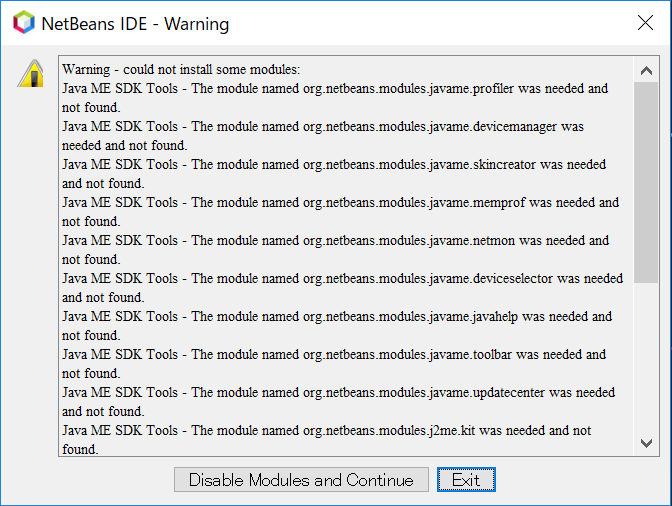 NetBeans IDE - Warning
Warning - could not install some modules:
Java ME SDK Tools - The module named org.netbeans.modules.javame.profiler was needed and
not found.
Java ME SDK Tools - The module named org.netbeans.modules.javame.devicemanager was
needed and not found.
Java ME SDK Tools - The module named org.netbeans.modules.javame.skincreator was needed
and not found.
Java ME SDK Tools - The module named org.netbeans.modules.javame.memprof was needed and
not found.
Java ME SDK Tools - The module named org.netbeans.modules.javame.netmon was needed and
not found.
Java ME SDK Tools - The module named org.netbeans.modules.javame.deviceselector was needed
and not found.
Java ME SDK Tools - The module named org.netbeans.modules.javame.javahelp was needed and
not found.
Java ME SDK Tools - The module named org.netbeans.modules.javame.toolbar was needed and
not found.
Java ME SDK Tools - The module named org.netbeans.modules.javame.updatecenter was needed
and not found.
Java ME SDK Tools - The module named org.netbeans.modules.j2me.kit was needed and not
found.
Disable Modules and Continue
Exit